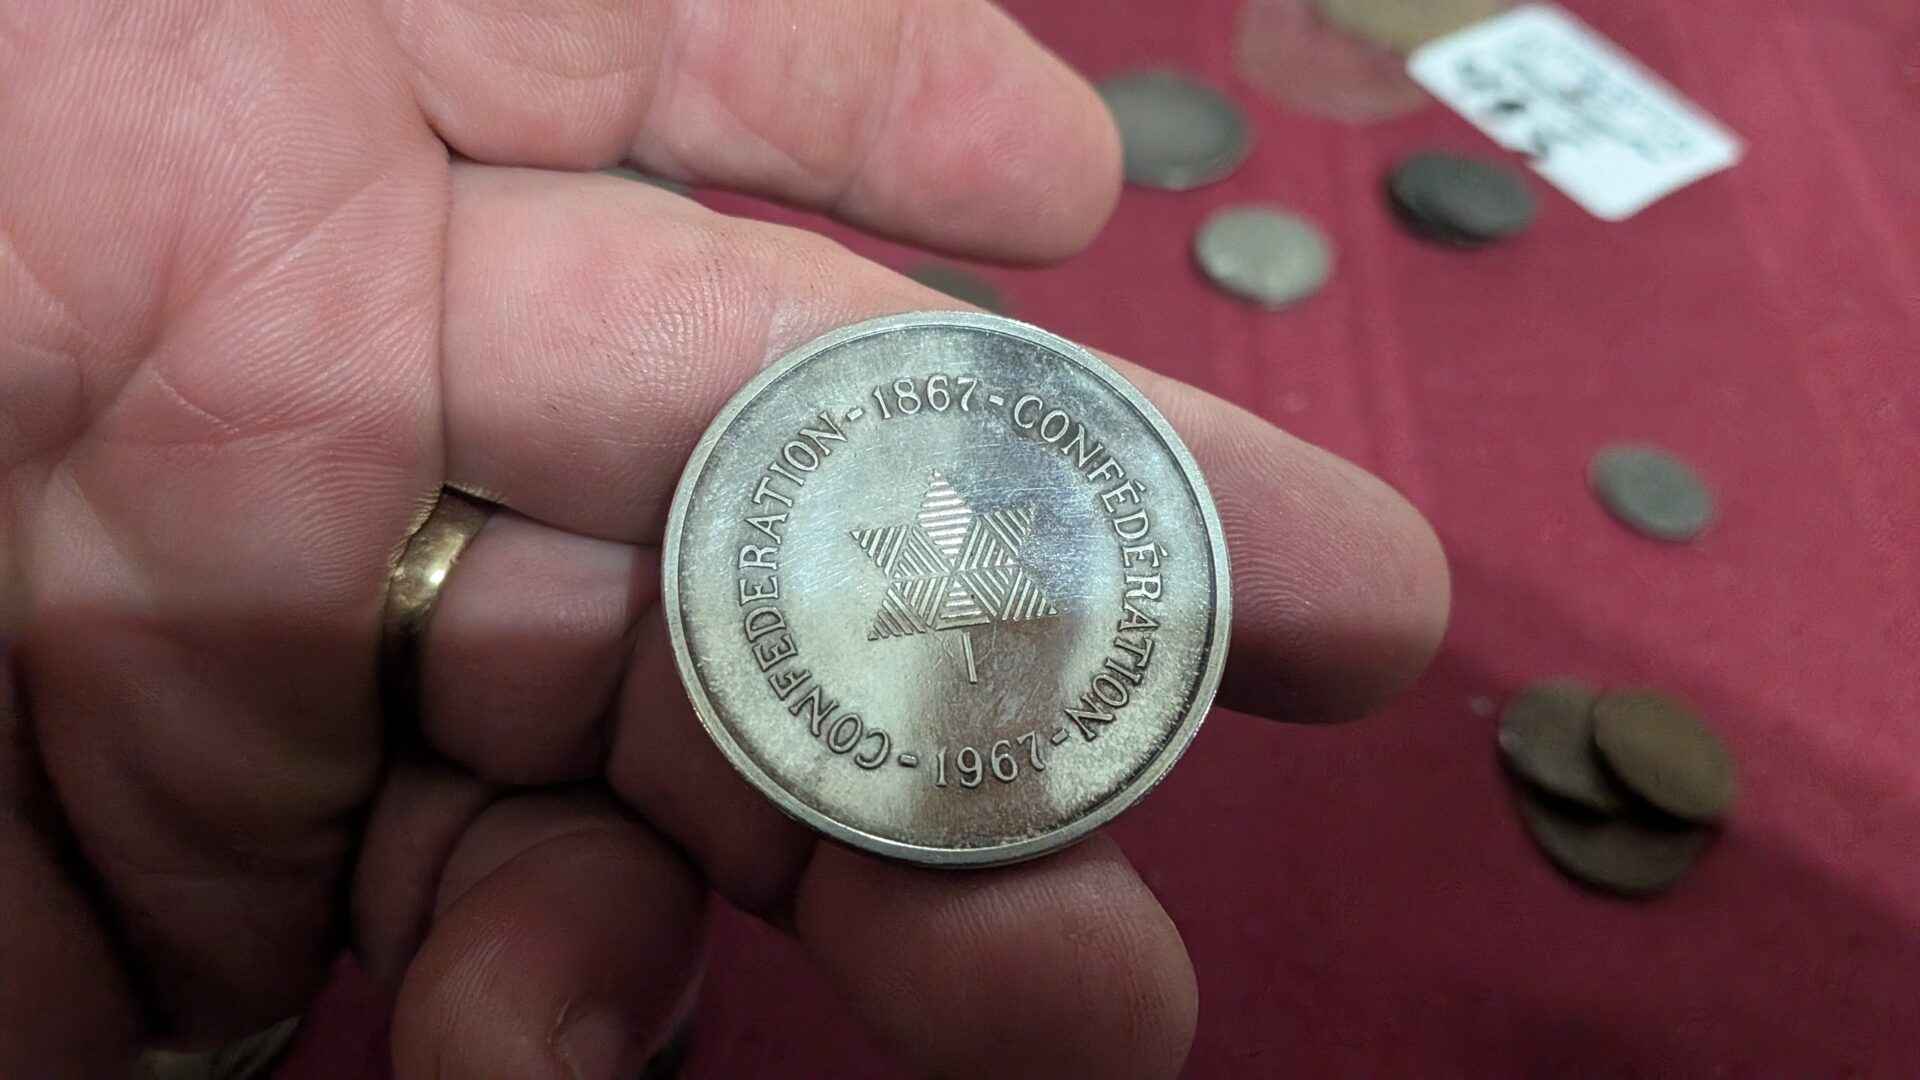 CONFEDERATION - 1867 - CONFÉDÉRATION - 1967 -